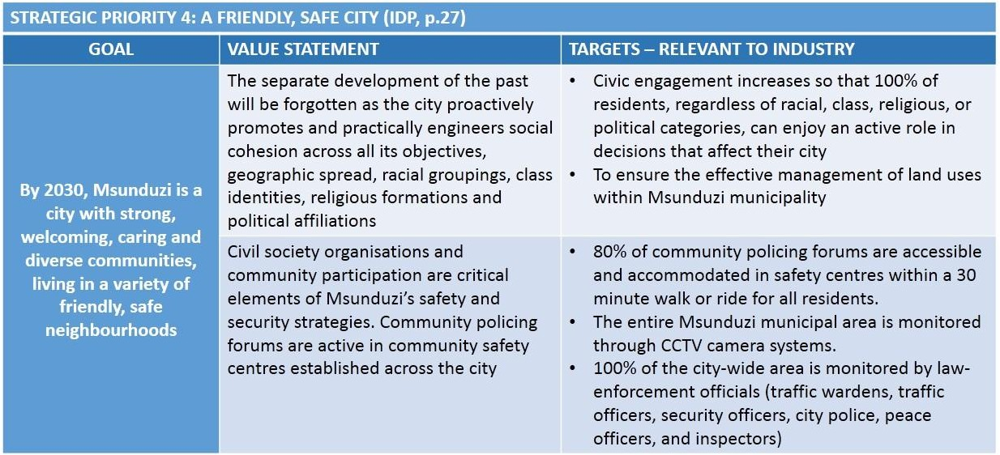 STRATEGIC PRIORITY 4: A FRIENDLY, SAFE CITY (IDP, p.27)
GOAL
VALUE STATEMENT
TARGETS – RELEVANT TO INDUSTRY
By 2030, Msunduzi is a
city with strong,
welcoming, caring and
diverse communities,
living in a variety of
friendly, safe
neighbourhoods
The separate development of the past
will be forgotten as the city proactively
promotes and practically engineers social
cohesion across all its objectives,
geographic spread, racial groupings, class
identities, religious formations and
political affiliations
• Civic engagement increases so that 100% of
residents, regardless of racial, class, religious, or
political categories, can enjoy an active role in
decisions that affect their city
• To ensure the effective management of land uses
within Msunduzi municipality
Civil society organisations and
community participation are critical
elements of Msunduzi’s safety and
security strategies. Community policing
forums are active in community safety
centres established across the city
• 80% of community policing forums are accessible
and accommodated in safety centres within a 30
minute walk or ride for all residents.
• The entire Msunduzi municipal area is monitored
through CCTV camera systems.
• 100% of the city-wide area is monitored by law-
enforcement officials (traffic wardens, traffic
officers, security officers, city police, peace
officers, and inspectors)